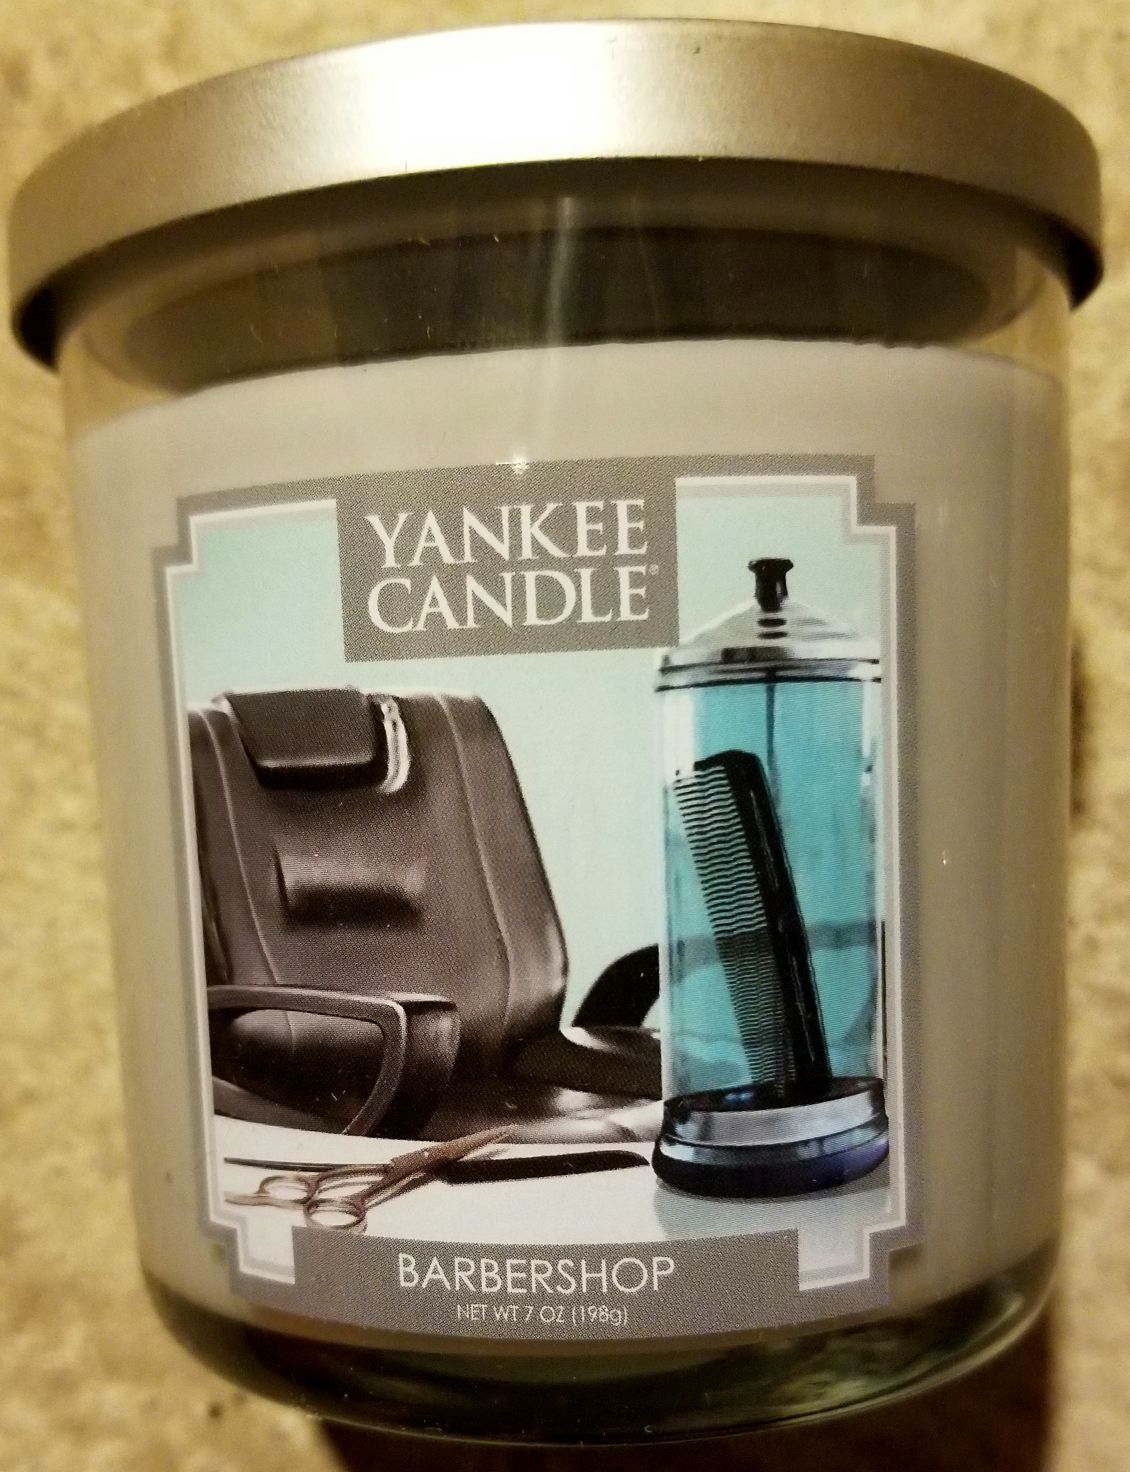 YANKEE
CANDLE®
BARBERSHOP
NET WT 7 OZ (198g)